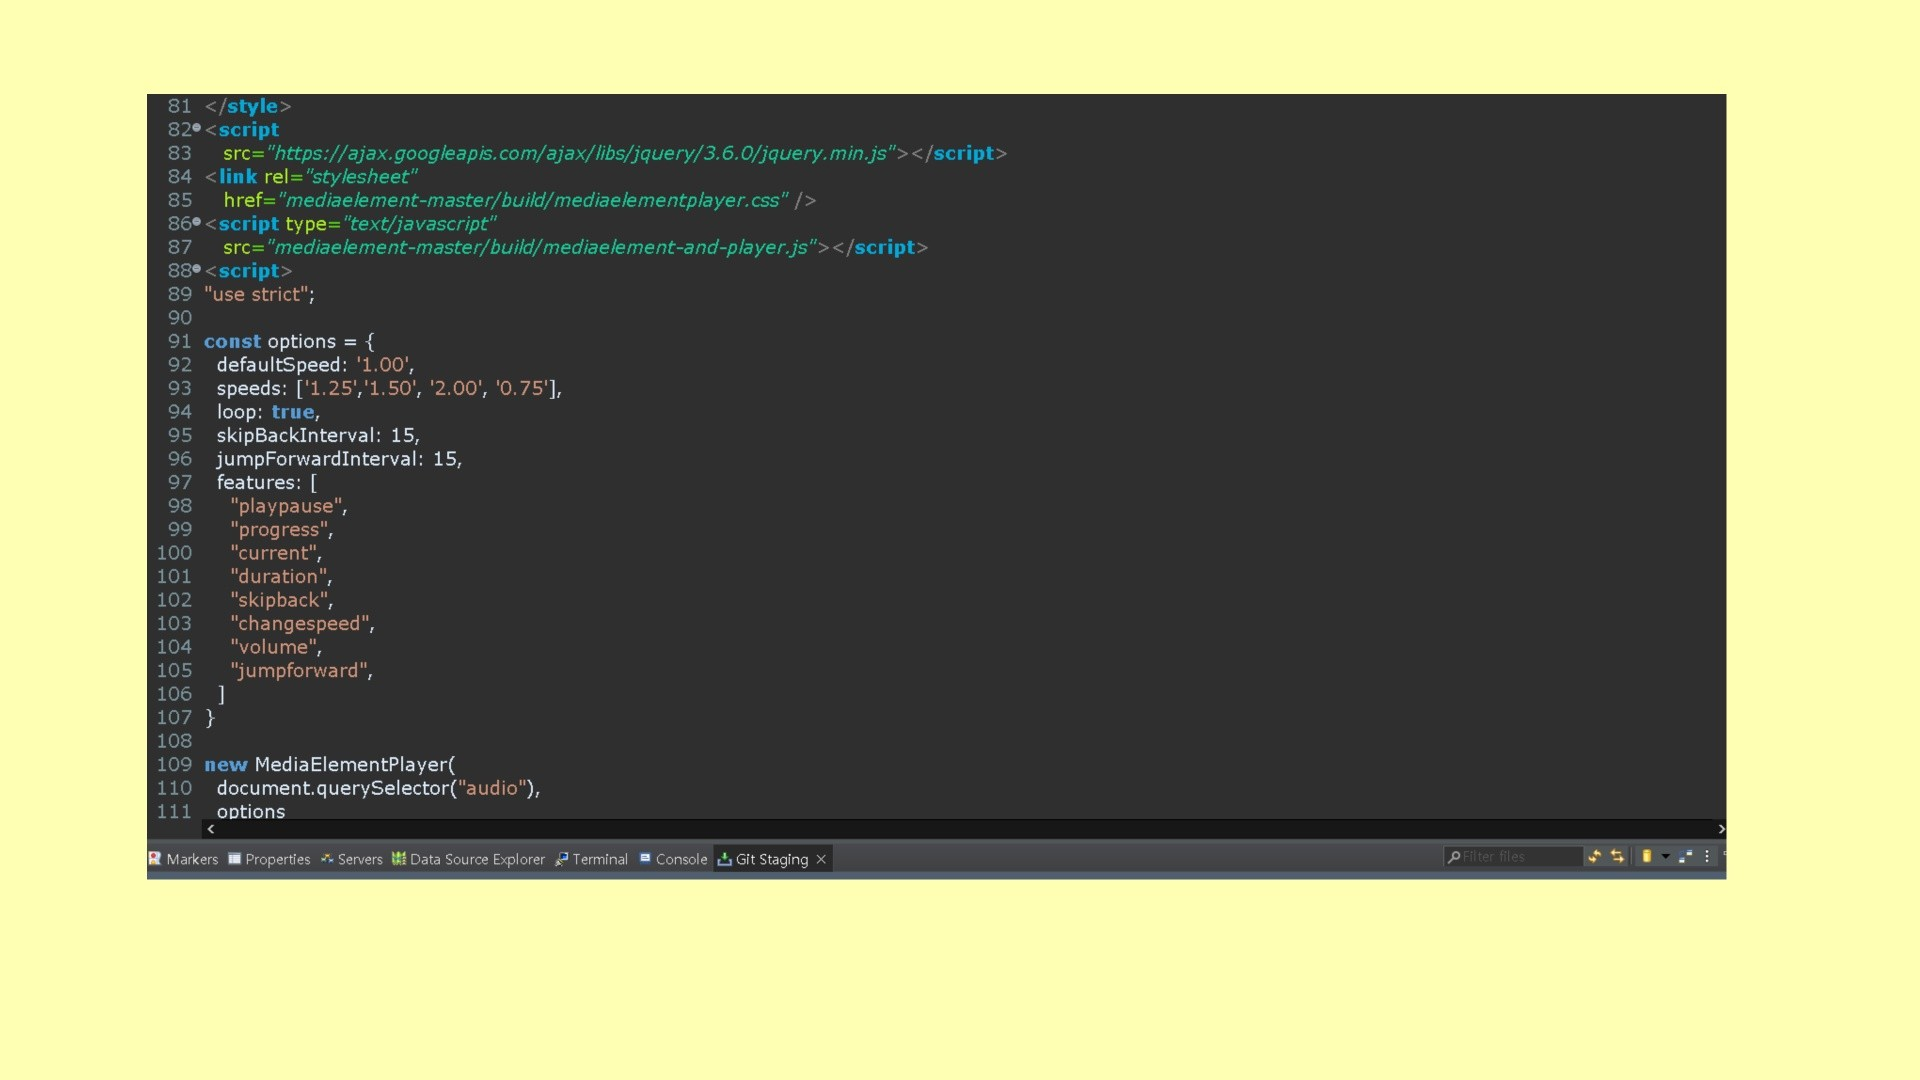 81 </style>
82 <script
83 src="https://ajax.googleapis.com/ajax/libs/jquery/3.6.0/jquery.min.js"></script>
84 <link rel="stylesheet"
85 href="mediaelement-master/build/mediaelementplayer.css" />
86 <script type="text/javascript"
87 src="mediaelement-master/build/mediaelement-and-player.js"></script>
88 <script>
89 "use strict";
90
91 const options = {
92 defaultSpeed: '1.00',
93 speeds: ['1.25','1.50', '2.00', '0.75'],
94 loop: true,
95 skipBackInterval: 15,
96 jumpForwardInterval: 15,
97 features: [
98 "playpause",
99 "progress",
100 "current",
101 "duration",
102 "skipback",
103 "changespeed",
104 "volume",
105 "jumpforward",
106 ]
107 }
108
109 new MediaElementPlayer(
110 document.querySelector("audio"),
111 options
Markers Properties Servers Data Source Explorer Terminal Console Git Staging Filter files